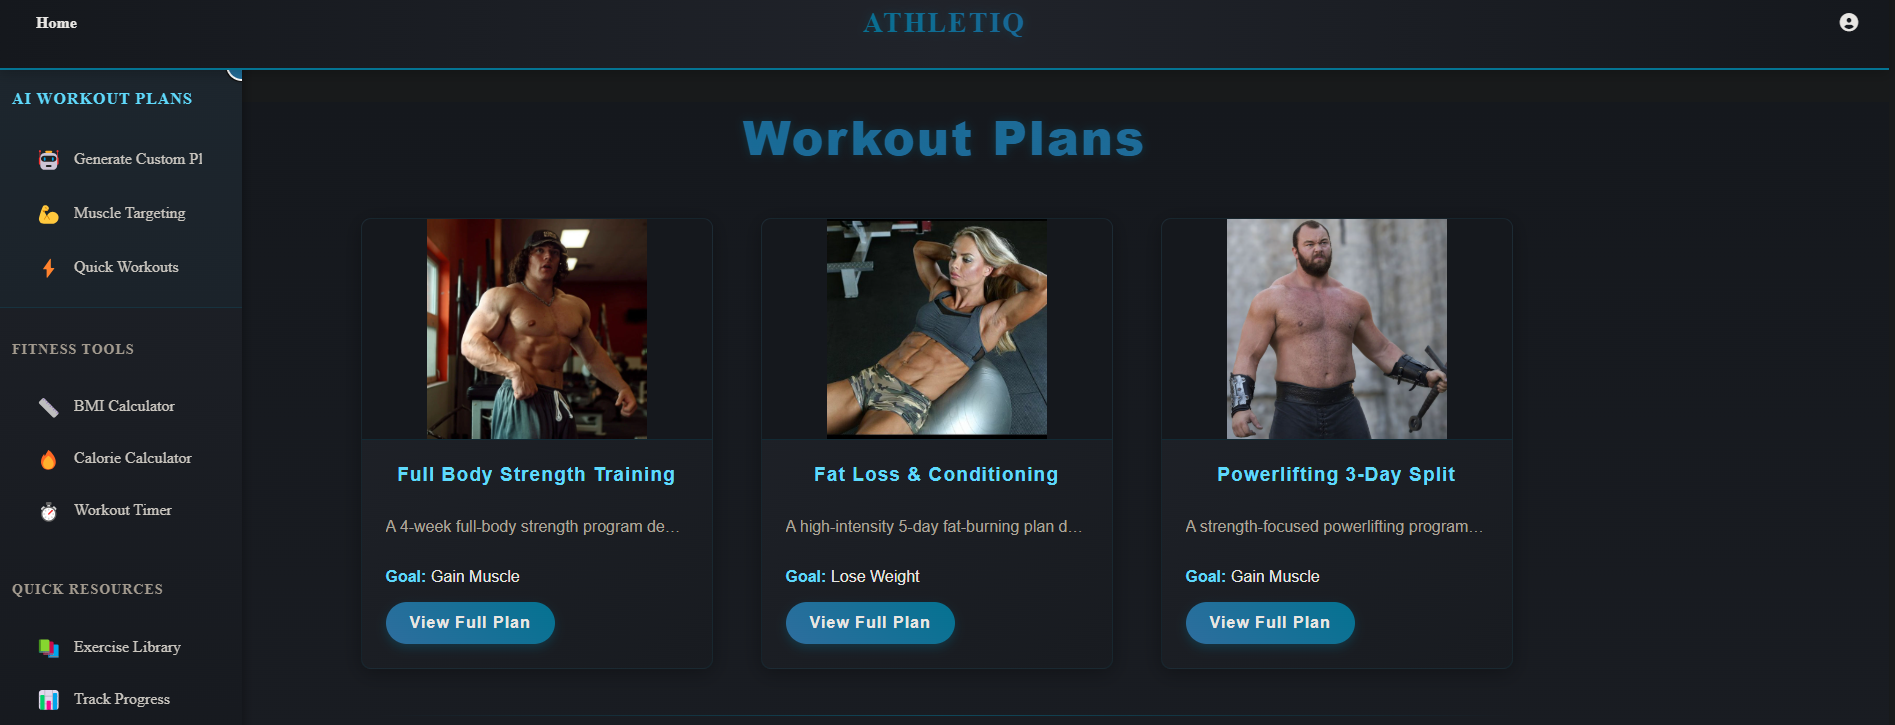 Home
ATHLETIQ
AI WORKOUT PLANS
Generate Custom Pl
Muscle Targeting
Quick Workouts
FITNESS TOOLS
BMI Calculator
Calorie Calculator
Workout Timer
QUICK RESOURCES
Exercise Library
Track Progress
Workout Plans
Full Body Strength Training
A 4-week full-body strength program de...
Goal: Gain Muscle
View Full Plan
Fat Loss & Conditioning
A high-intensity 5-day fat-burning plan d...
Goal: Lose Weight
View Full Plan
Powerlifting 3-Day Split
A strength-focused powerlifting program...
Goal: Gain Muscle
View Full Plan